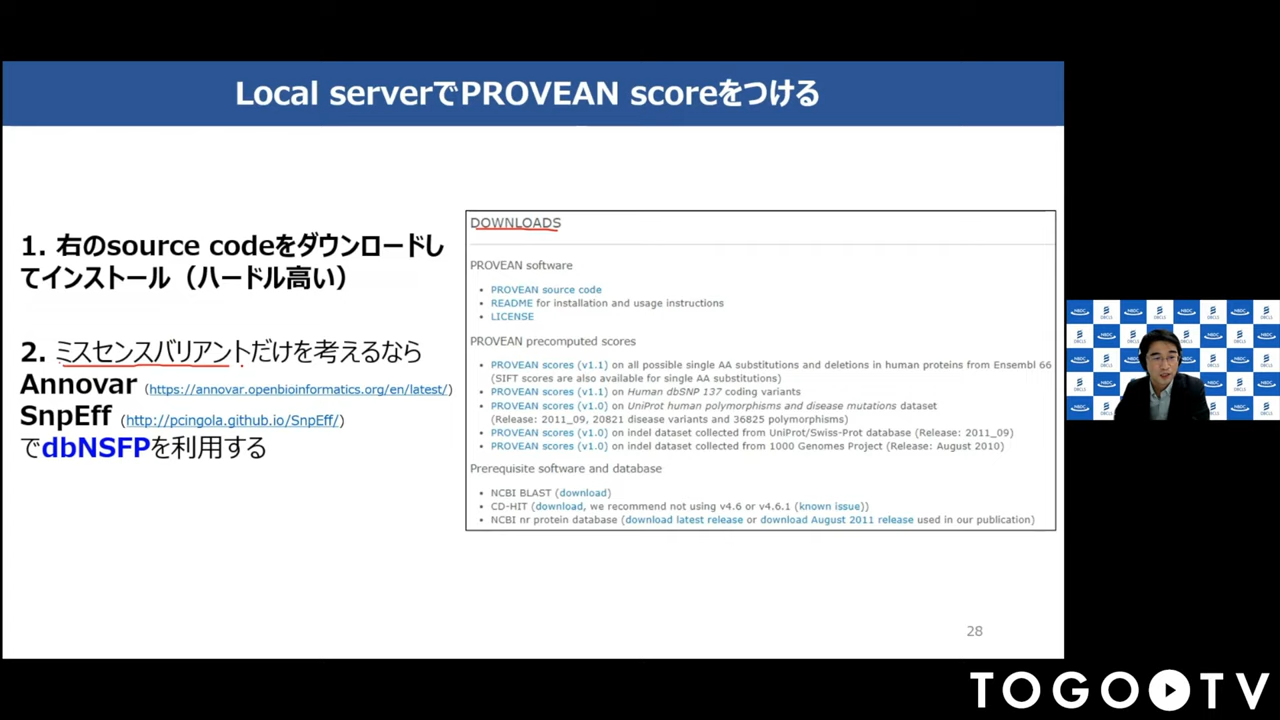 Local serverでPROVEAN scoreをつける
1. 右のsource codeをダウンロードし
てインストール（ハードル高い）
2. ミスセンスバリアントだけを考えるなら
Annovar (https://annovar.openbioinformatics.org/en/latest/)
SnpEff (http://pcingola.github.io/SnpEff/)
でdbNSFPを利用する
DOWNLOADS
PROVEAN software
• PROVEAN source code
• README for installation and usage instructions
• LICENSE
PROVEAN precomputed scores
• PROVEAN scores (v1.1) on all possible single AA substitutions and deletions in human proteins from Ensembl 66
(SIFT scores are also available for single AA substitutions)
• PROVEAN scores (v1.1) on Human dbSNP 137 coding variants
• PROVEAN scores (v1.0) on UniProt human polymorphisms and disease mutations dataset
(Release: 2011_09, 20821 disease variants and 36825 polymorphisms)
• PROVEAN scores (v1.0) on indel dataset collected from UniProt/Swiss-Prot database (Release: 2011_09)
• PROVEAN scores (v1.0) on indel dataset collected from 1000 Genomes Project (Release: August 2010)
Prerequisite software and database
• NCBI BLAST (download)
• CD-HIT (download, we recommend not using v4.6 or v4.6.1 (known issue))
• NCBI nr protein database (download latest release or download August 2011 release used in our publication)
28
NBDC
DBCLS
TOGO TV